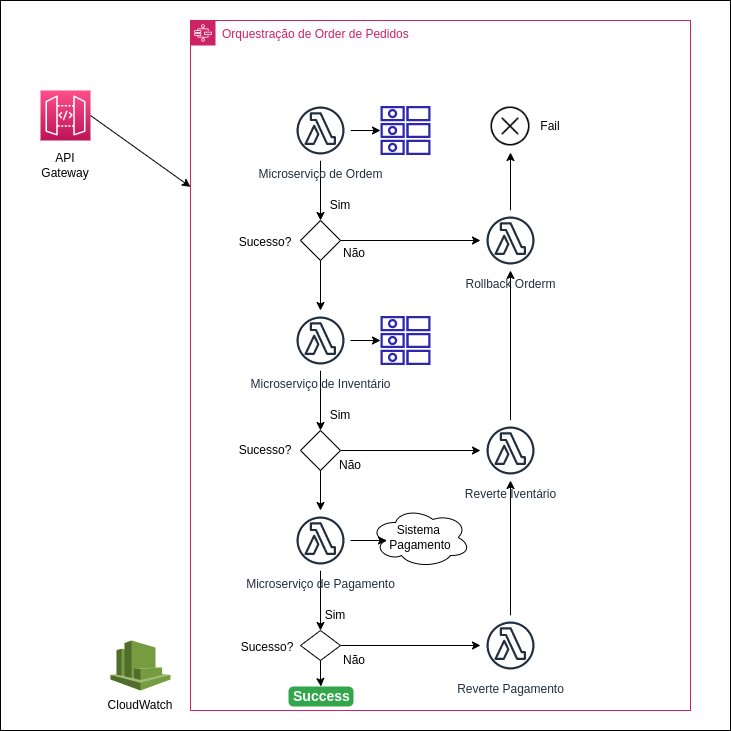 Orquestração de Order de Pedidos
API
Gateway
Fail
Microserviço de Ordem
Sim
Sucesso?
Não
Rollback Orderm
Microserviço de Inventário
Sim
Sucesso?
Não
Reverte Iventário
Sistema
Pagamento
Microserviço de Pagamento
Sim
Sucesso?
Não
Reverte Pagamento
Success
CloudWatch